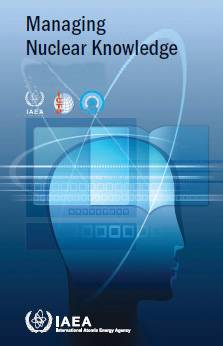 Managing
Nuclear Knowledge
IAEA
IAEA
International Atomic Energy Agency